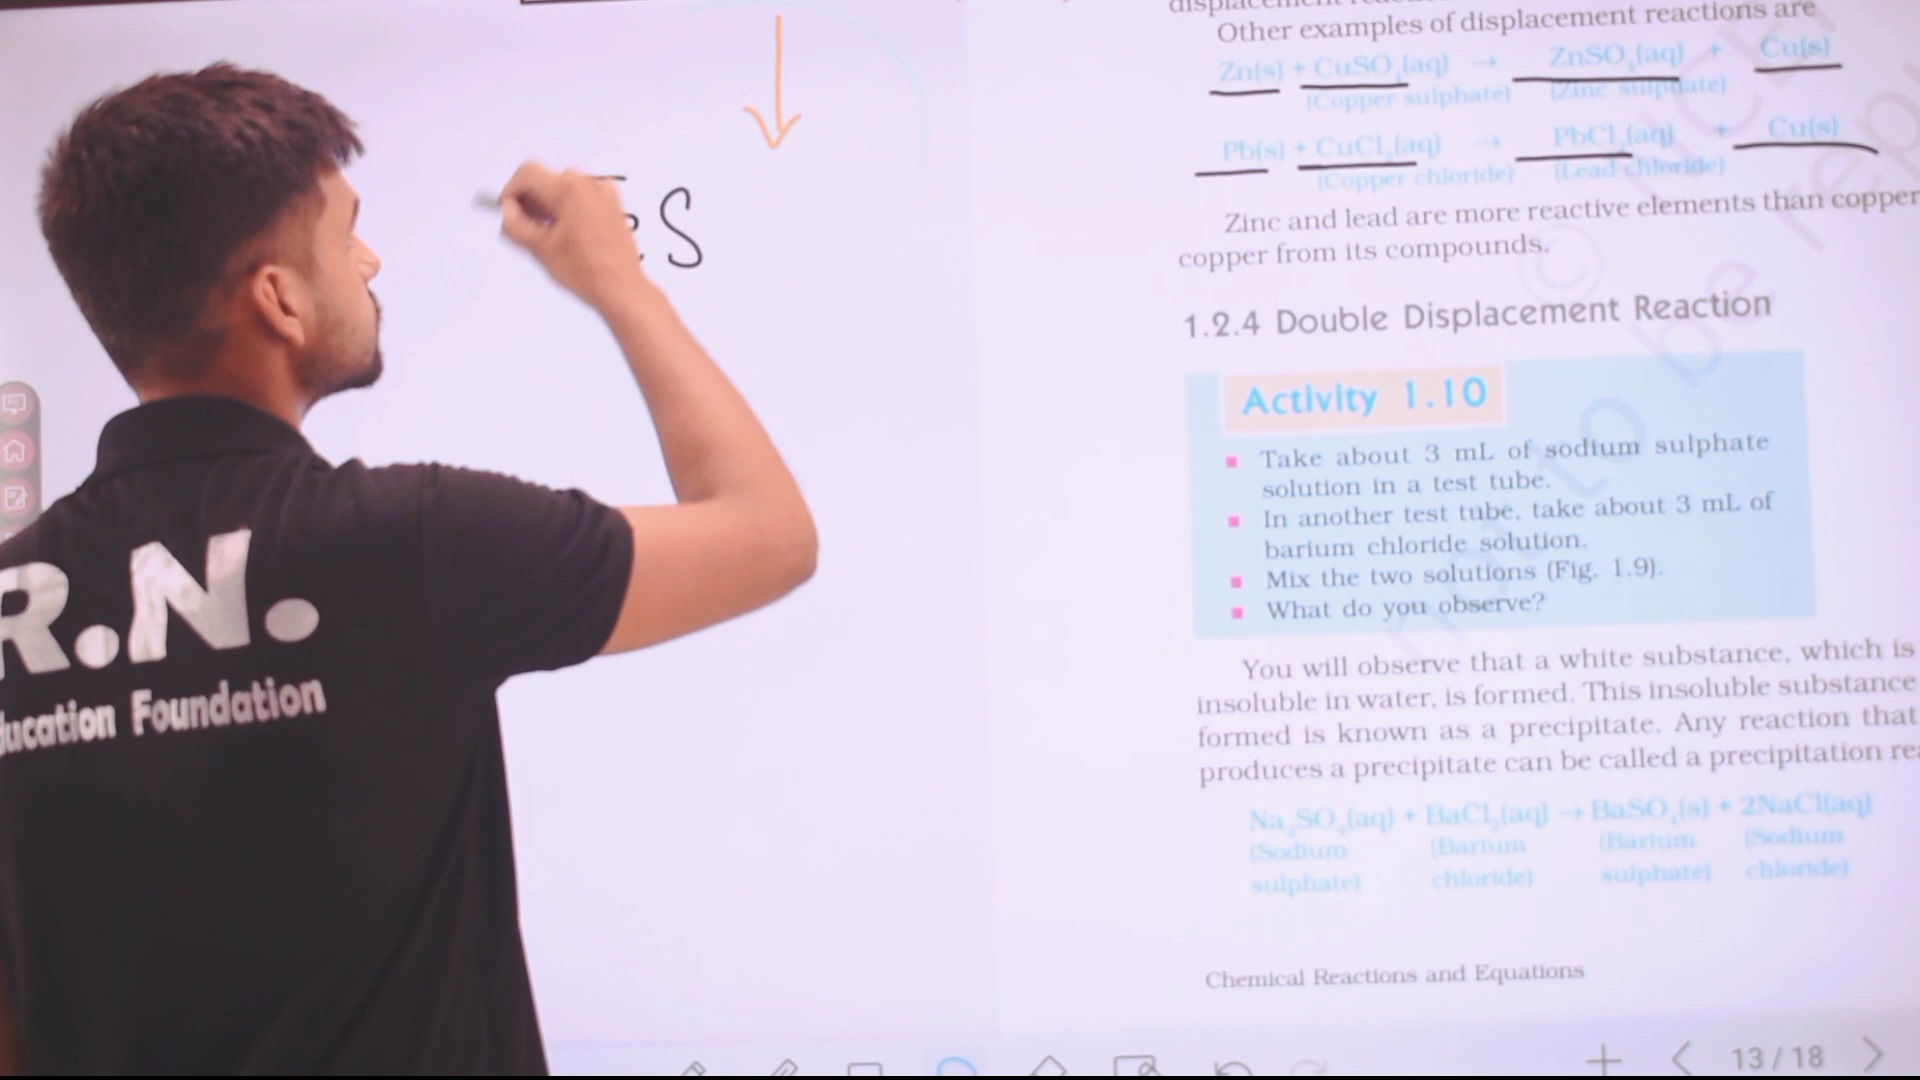 Other examples of displacement reactions are
Zn(s) + CuSO₄(aq) → ZnSO₄(aq) + Cu(s)
(Copper sulphate) (Zinc sulphate)
Pb(s) + CuCl₂(aq) → PbCl₂(aq) + Cu(s)
(Copper chloride) (Lead chloride)
Zinc and lead are more reactive elements than copper
copper from its compounds.
1.2.4 Double Displacement Reaction
Activity 1.10
Take about 3 mL of sodium sulphate
solution in a test tube.
In another test tube, take about 3 mL of
barium chloride solution.
Mix the two solutions (Fig. 1.9).
What do you observe?
You will observe that a white substance, which is
insoluble in water, is formed. This insoluble substance
formed is known as a precipitate. Any reaction that
produces a precipitate can be called a precipitation
Na₂SO₄(aq) + BaCl₂(aq) → BaSO₄(s) + 2NaCl(aq)
(Sodium (Barium (Barium (Sodium
sulphate) chloride) sulphate) chloride)
Chemical Reactions and Equations
13 / 18
not to be
S
R.N.
Foundation